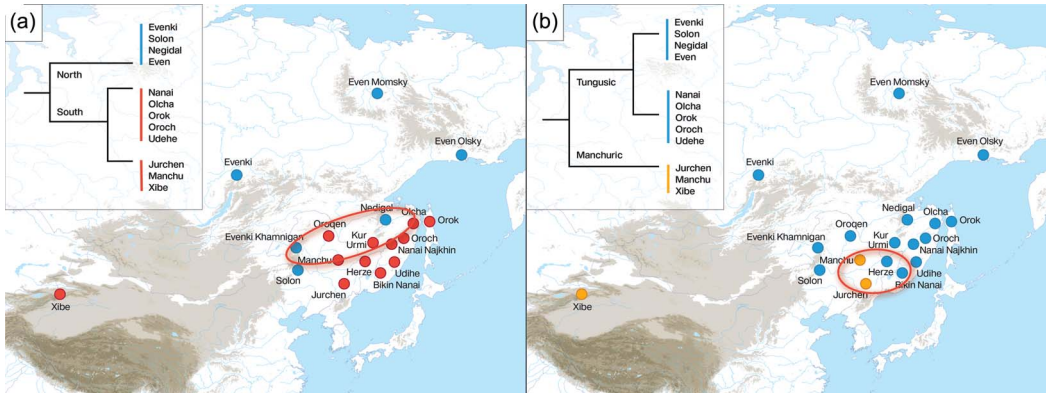 (a)
North
South
Evenki
Solon
Negidal
Even
Nanai
Olcha
Orok
Oroch
Udehe
Jurchen
Manchu
Xibe
Even Momsky
Even Olsky
Evenki
Nedigal
Olcha
Orok
Oroqen
Kur
Urmi
Oroch
Evenki Khamnigan
Nanai Najkhin
Manchu
Herze
Udihe
Solon
Bikin Nanai
Jurchen
Xibe
(b)
Tungusic
Manchuric
Evenki
Solon
Negidal
Even
Nanai
Olcha
Orok
Oroch
Udehe
Jurchen
Manchu
Xibe
Even Momsky
Even Olsky
Evenki
Nedigal
Olcha
Orok
Oroqen
Kur
Urmi
Oroch
Evenki Khamnigan
Nanai Najkhin
Manchu
Herze
Udihe
Solon
Bikin Nanai
Jurchen
Xibe